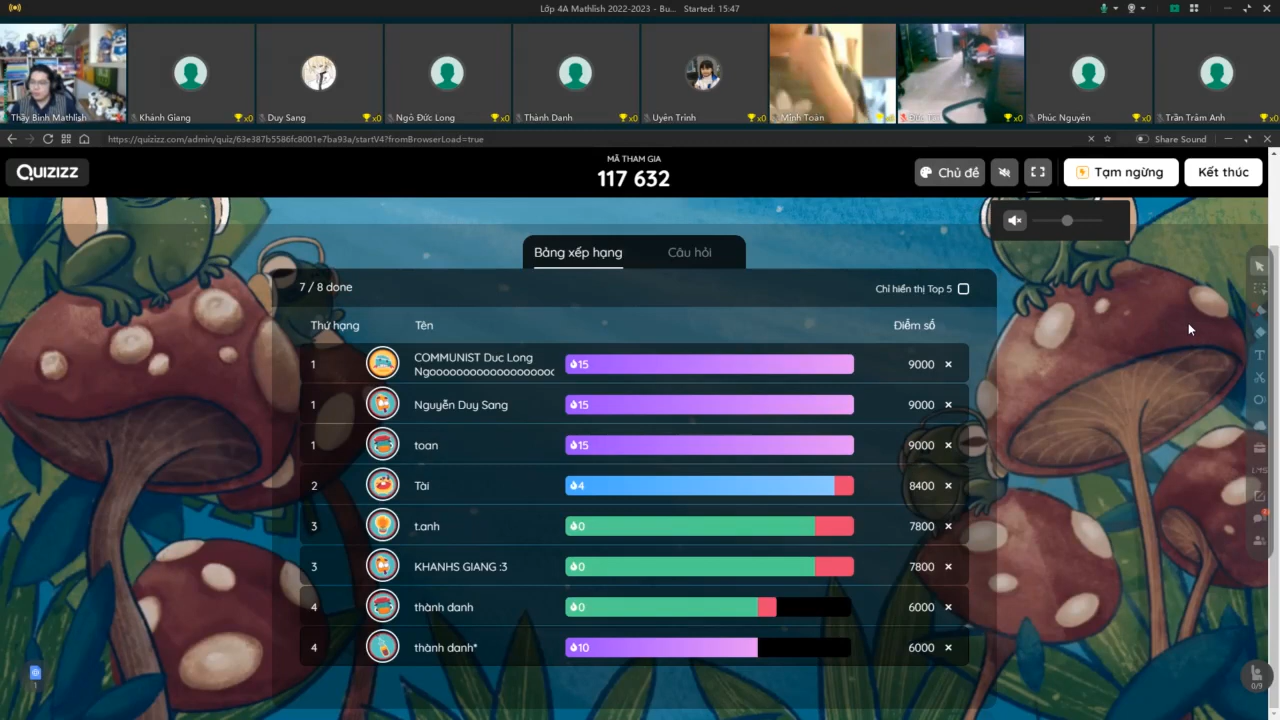 Lớp 4A Mathlish 2022-2023 - Bu... Started: 15:47
Thầy Bình Mathlish
Khánh Giang
x0
Duy Sang
x0
Ngô Đức Long
x0
Thành Danh
x0
Uyên Trinh
x0
Minh Toàn
x0
x0
Phúc Nguyên
x0
Trần Trâm Anh
x0
https://quizizz.com/admin/quiz/63e387b5586fc8001e7ba93a/startV4?fromBrowserLoad=true
Share Sound
QUIZIZZ
MÃ THAM GIA
117 632
Chủ đề
Tạm ngừng
Kết thúc
Bảng xếp hạng
Câu hỏi
7 / 8 done
Chỉ hiển thị Top 5
Thứ hạng Tên Điểm số
1 COMMUNIST Duc Long 15 9000
1 Nguyễn Duy Sang 15 9000
1 toan 15 9000
2 Tài 4 8400
3 t.anh 0 7800
3 KHANHS GIANG :3 0 7800
4 thành danh 0 6000
4 thành danh* 10 6000
LMS
1
0/9